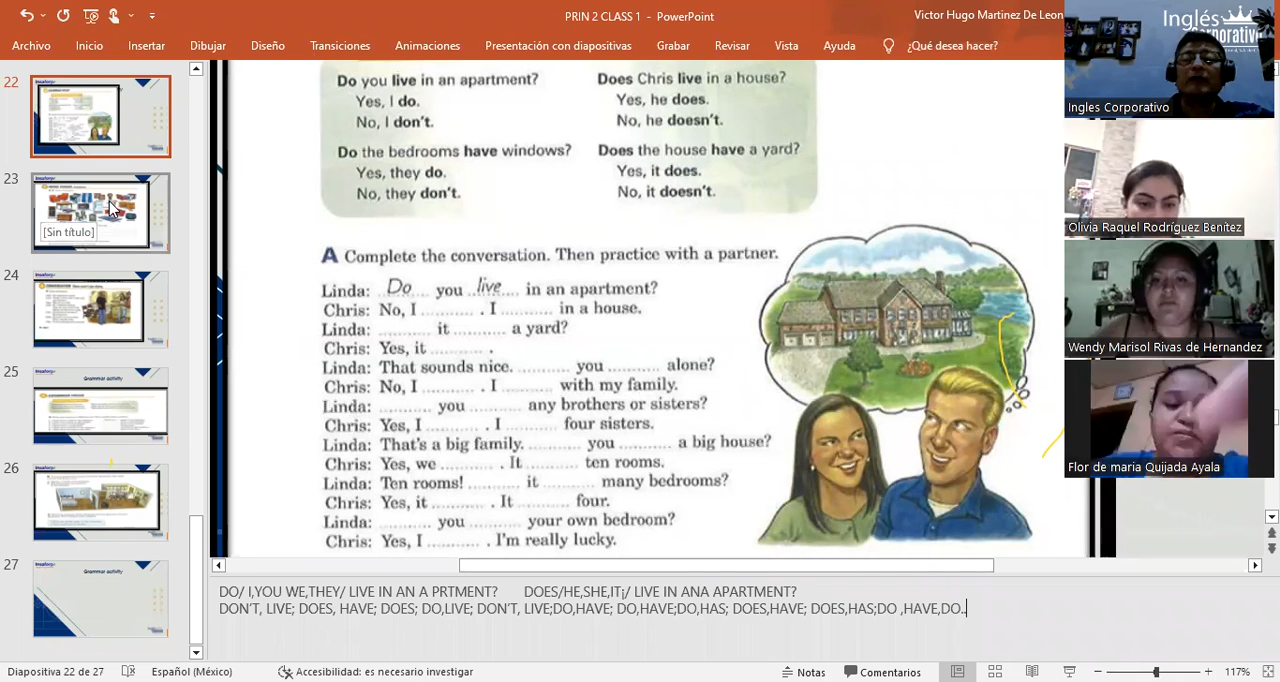 PRIN 2 CLASS 1 - PowerPoint
Victor Hugo Martinez De Leon
Inglés
Corporativo
Archivo Inicio Insertar Dibujar Diseño Transiciones Animaciones Presentación con diapositivas Grabar Revisar Vista Ayuda ¿Qué desea hacer?
22
23
[Sin título]
24
25
Grammar activity
26
27
Grammar activity
Do you live in an apartment?
Yes, I do.
No, I don't.
Do the bedrooms have windows?
Yes, they do.
No, they don't.
Does Chris live in a house?
Yes, he does.
No, he doesn't.
Does the house have a yard?
Yes, it does.
No, it doesn't.
A Complete the conversation. Then practice with a partner.
Linda: Do you live in an apartment?
Chris: No, I .......... . I .......... in a house.
Linda: .......... it .......... a yard?
Chris: Yes, it .......... .
Linda: That sounds nice. .......... you .......... alone?
Chris: No, I .......... . I .......... with my family.
Linda: .......... you .......... any brothers or sisters?
Chris: Yes, I .......... . I .......... four sisters.
Linda: That's a big family. .......... you .......... a big house?
Chris: Yes, we .......... . It .......... ten rooms.
Linda: Ten rooms! .......... it .......... many bedrooms?
Chris: Yes, it .......... . It .......... four.
Linda: .......... you .......... your own bedroom?
Chris: Yes, I .......... . I'm really lucky.
Ingles Corporativo
Olivia Raquel Rodríguez Benítez
Wendy Marisol Rivas de Hernandez
Flor de maria Quijada Ayala
DO/ I,YOU WE,THEY/ LIVE IN AN A PRTMENT? DOES/HE,SHE,IT¡/ LIVE IN ANA APARTMENT?
DON'T, LIVE; DOES, HAVE; DOES; DO,LIVE; DON'T, LIVE;DO,HAVE; DO,HAVE;DO,HAS; DOES,HAVE; DOES,HAS;DO ,HAVE,DO..
Diapositiva 22 de 27 Español (México) Accesibilidad: es necesario investigar Notas Comentarios 117%